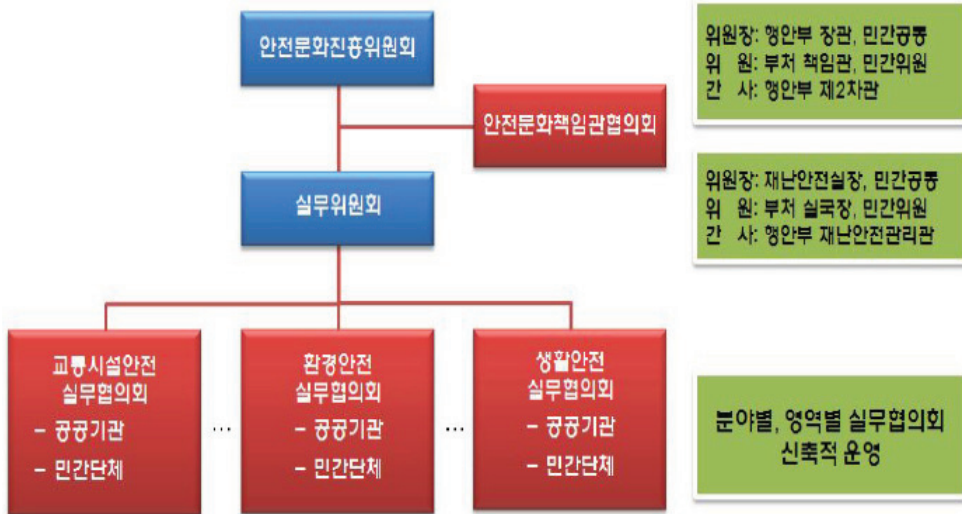 안전문화진흥위원회
위원장: 행안부 장관, 민간공동
위 원: 부처 책임관, 민간위원
간 사: 행안부 제2차관
안전문화책임관협의회
실무위원회
위원장: 재난안전실장, 민간공동
위 원: 부처 실국장, 민간위원
간 사: 행안부 재난안전관리관
교통시설안전
실무협의회
- 공공기관
- 민간단체
...
환경안전
실무협의회
- 공공기관
- 민간단체
...
생활안전
실무협의회
- 공공기관
- 민간단체
분야별, 영역별 실무협의회
신축적 운영